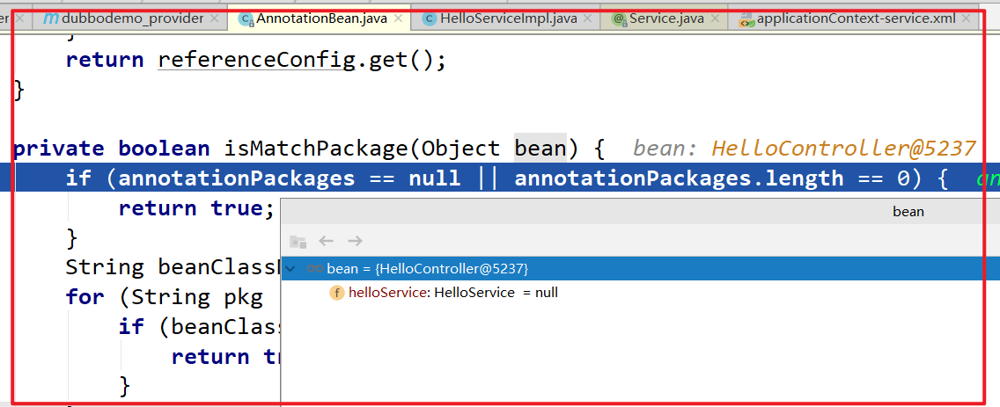 dubbodemo_provider AnnotationBean.java HelloServiceImpl.java Service.java applicationContext-service.xml
}
return referenceConfig.get();
}
private boolean isMatchPackage(Object bean) { bean: HelloController@5237
if (annotationPackages == null || annotationPackages.length == 0) { an
return true;
bean
}
String beanClass
bean = {HelloController@5237}
for (String pkg
helloService: HelloService = null
if (beanClass
return tr
}